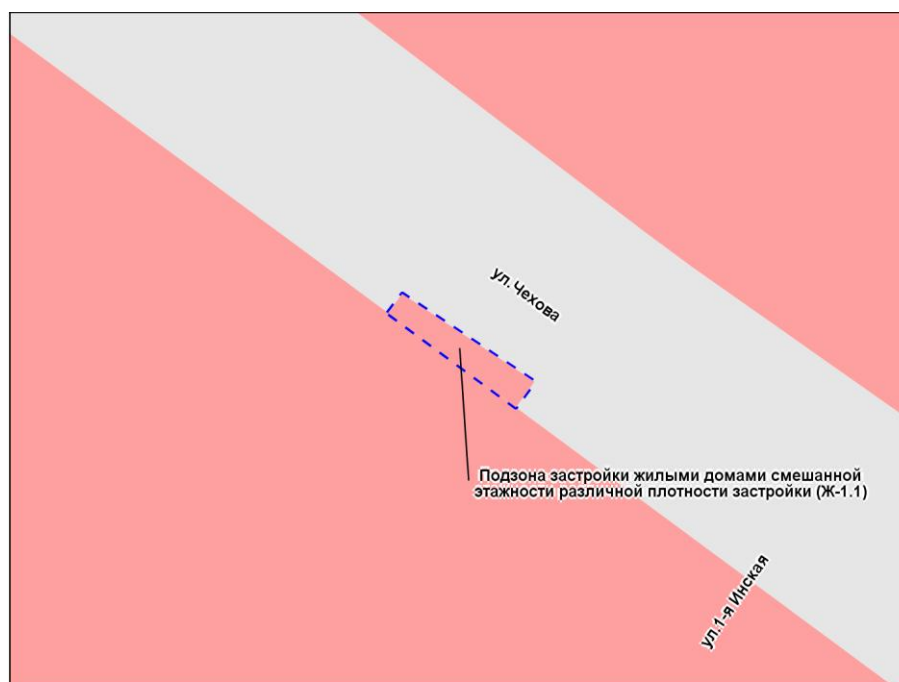 ул.Чехова
Подзона застройки жилыми домами смешанной
этажности различной плотности застройки (Ж-1.1)
ул.1-я Инская